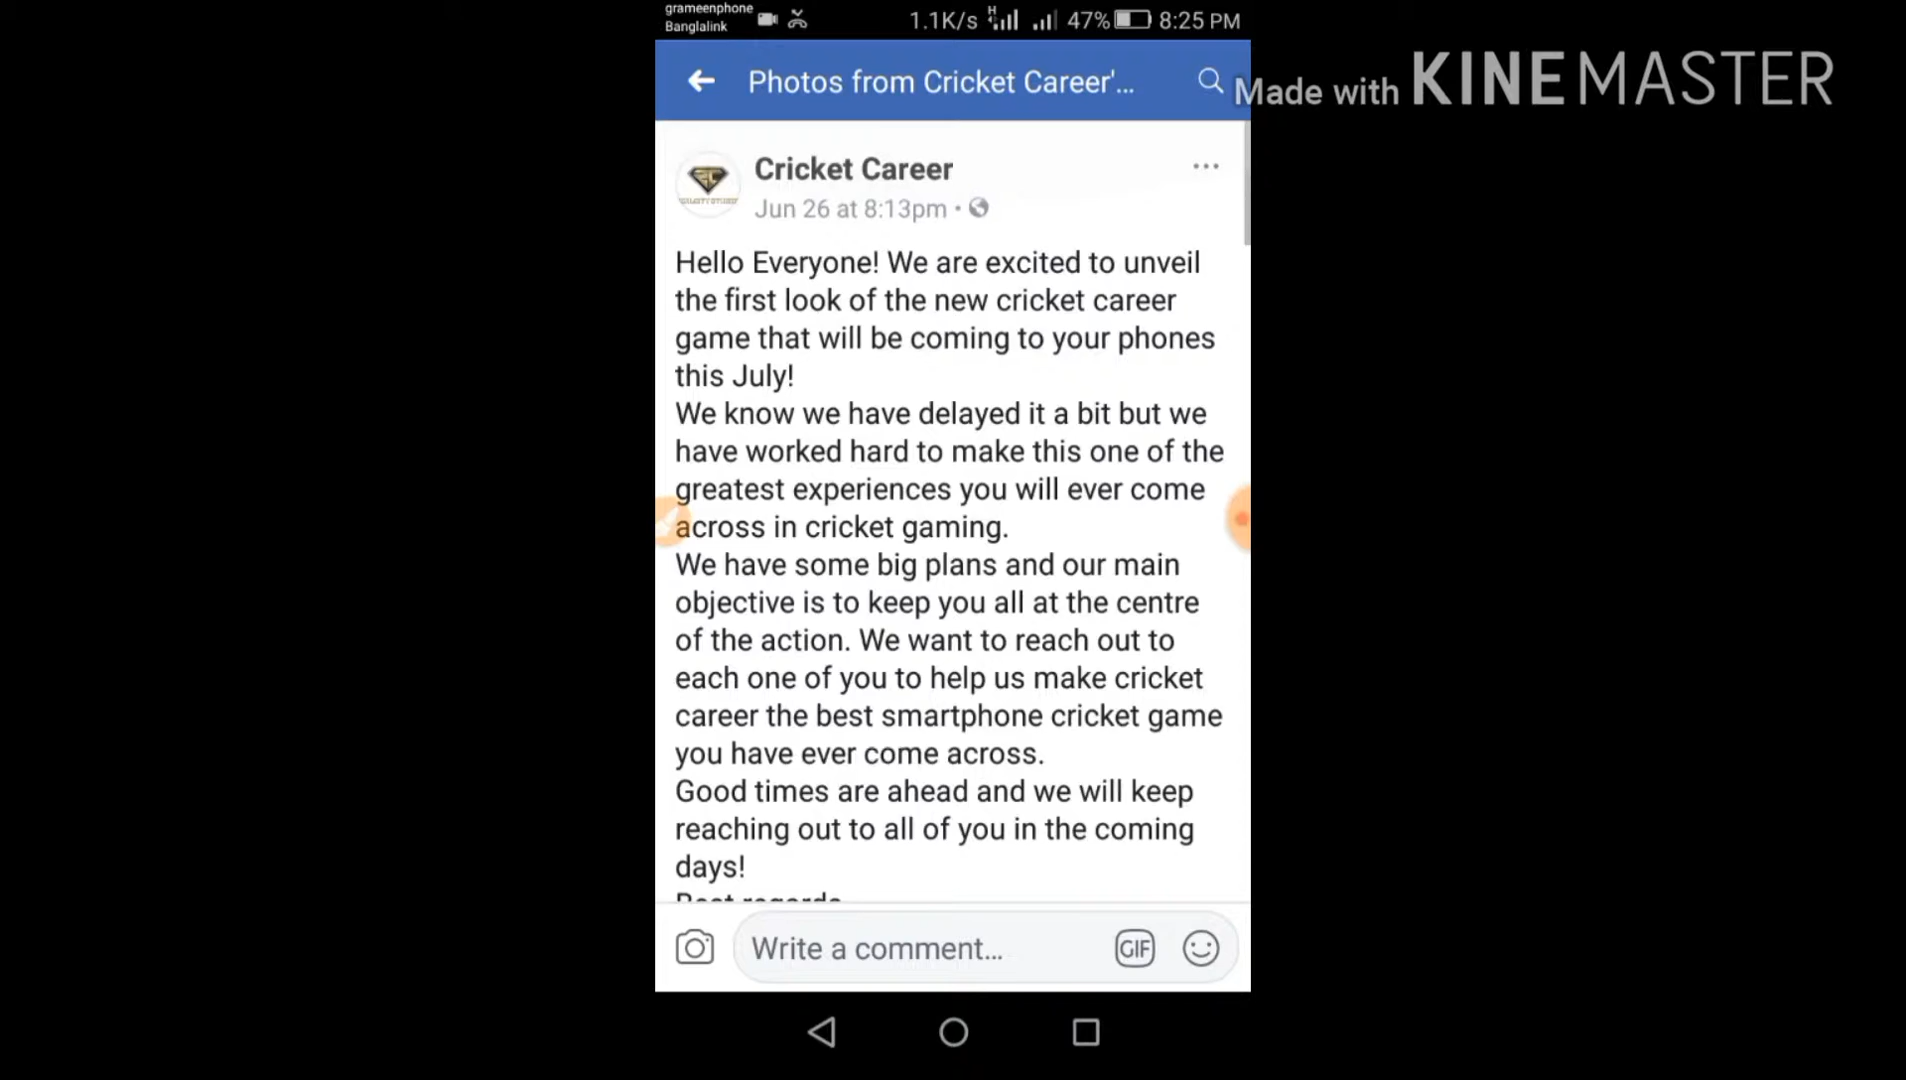 grameenphone
Banglalink
1.1K/s H 47% 8:25 PM
Photos from Cricket Career'...
Made with KINEMASTER
Cricket Career
Jun 26 at 8:13pm •
Hello Everyone! We are excited to unveil
the first look of the new cricket career
game that will be coming to your phones
this July!
We know we have delayed it a bit but we
have worked hard to make this one of the
greatest experiences you will ever come
across in cricket gaming.
We have some big plans and our main
objective is to keep you all at the centre
of the action. We want to reach out to
each one of you to help us make cricket
career the best smartphone cricket game
you have ever come across.
Good times are ahead and we will keep
reaching out to all of you in the coming
days!
Best regards
Write a comment...
GIF